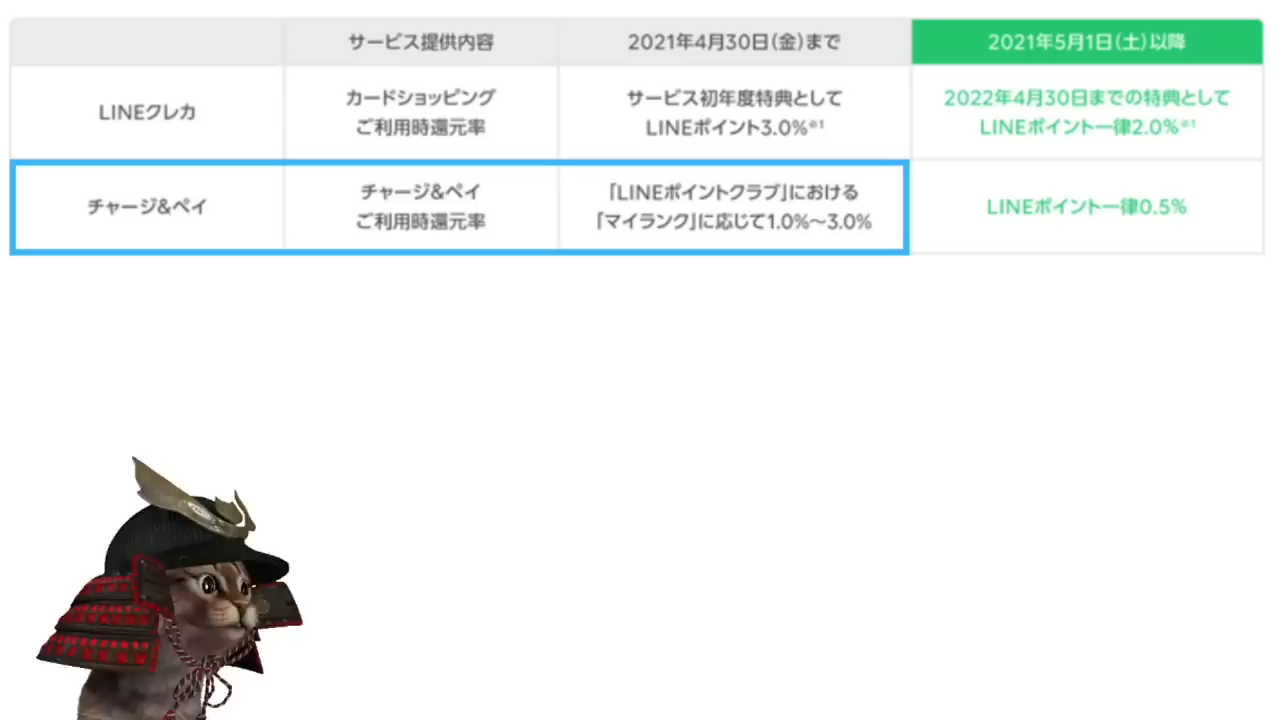 サービス提供内容
2021年4月30日(金)まで
2021年5月1日(土)以降
LINEクレカ
カードショッピング
ご利用時還元率
サービス初年度特典として
LINEポイント3.0%※1
2022年4月30日までの特典として
LINEポイント一律2.0%※1
チャージ&ペイ
チャージ&ペイ
ご利用時還元率
「LINEポイントクラブ」における
「マイランク」に応じて1.0%~3.0%
LINEポイント一律0.5%